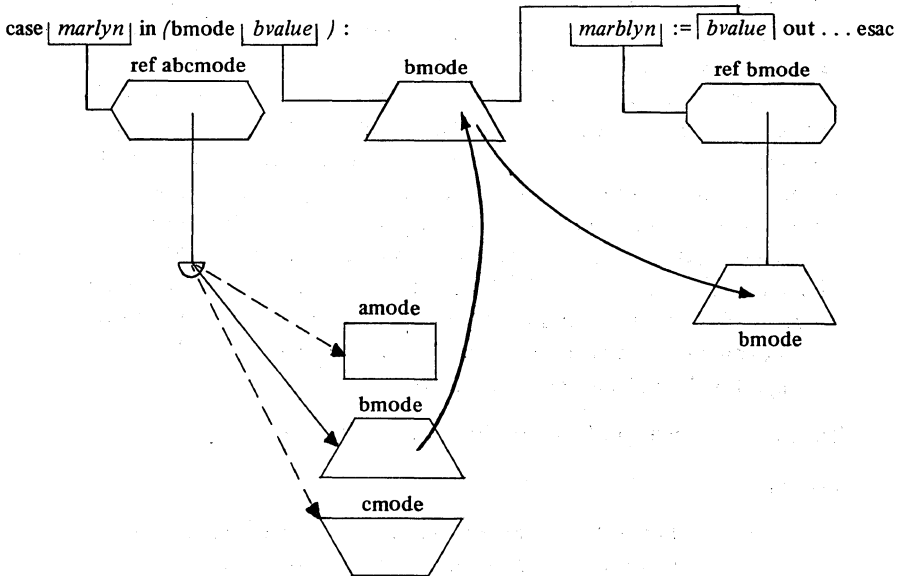 case marlyn in (bmode bvalue ) : marblyn := bvalue out ... esac
ref abcmode
bmode
ref bmode
amode
bmode
bmode
cmode